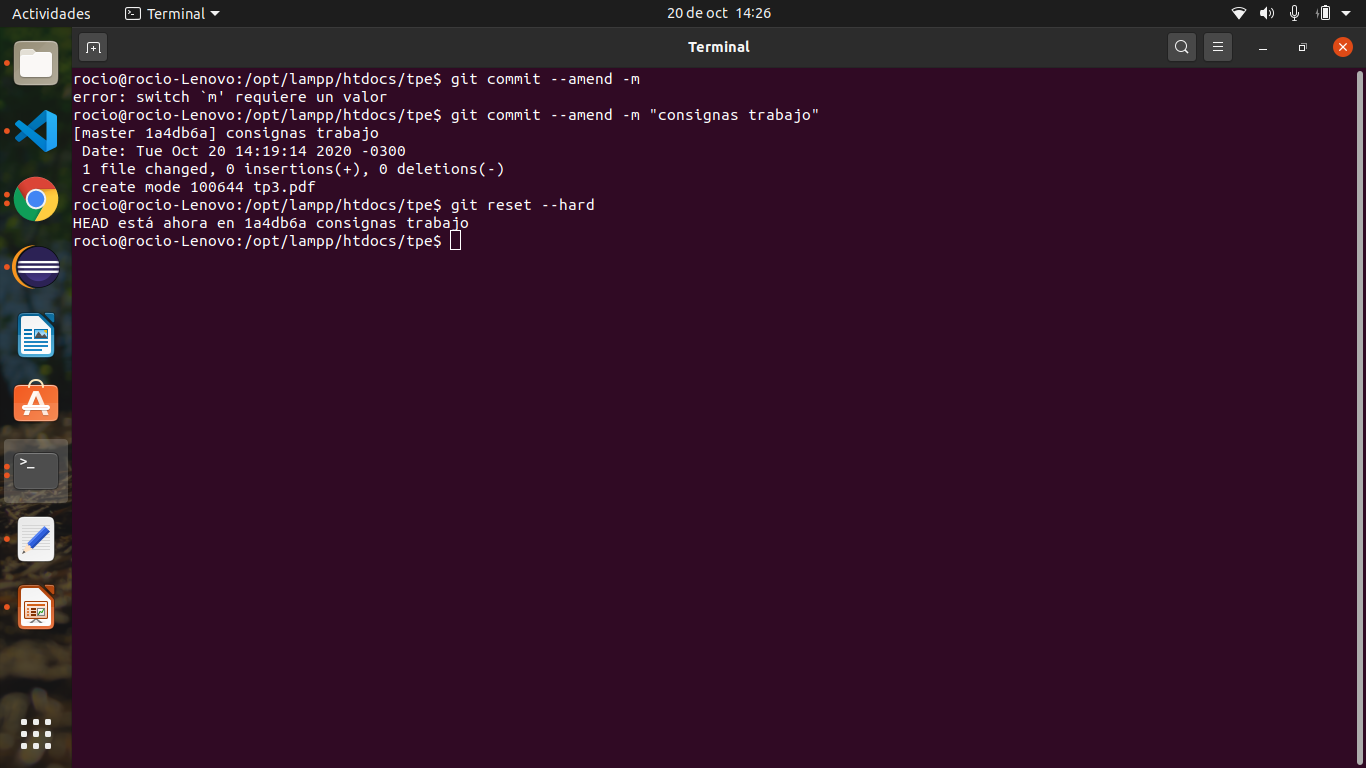 Actividades
Terminal
20 de oct 14:26
Terminal
rocio@rocio-Lenovo:/opt/lampp/htdocs/tpe$ git commit --amend -m
error: switch `m' requiere un valor
rocio@rocio-Lenovo:/opt/lampp/htdocs/tpe$ git commit --amend -m "consignas trabajo"
[master 1a4db6a] consignas trabajo
 Date: Tue Oct 20 14:19:14 2020 -0300
 1 file changed, 0 insertions(+), 0 deletions(-)
 create mode 100644 tp3.pdf
rocio@rocio-Lenovo:/opt/lampp/htdocs/tpe$ git reset --hard
HEAD está ahora en 1a4db6a consignas trabajo
rocio@rocio-Lenovo:/opt/lampp/htdocs/tpe$